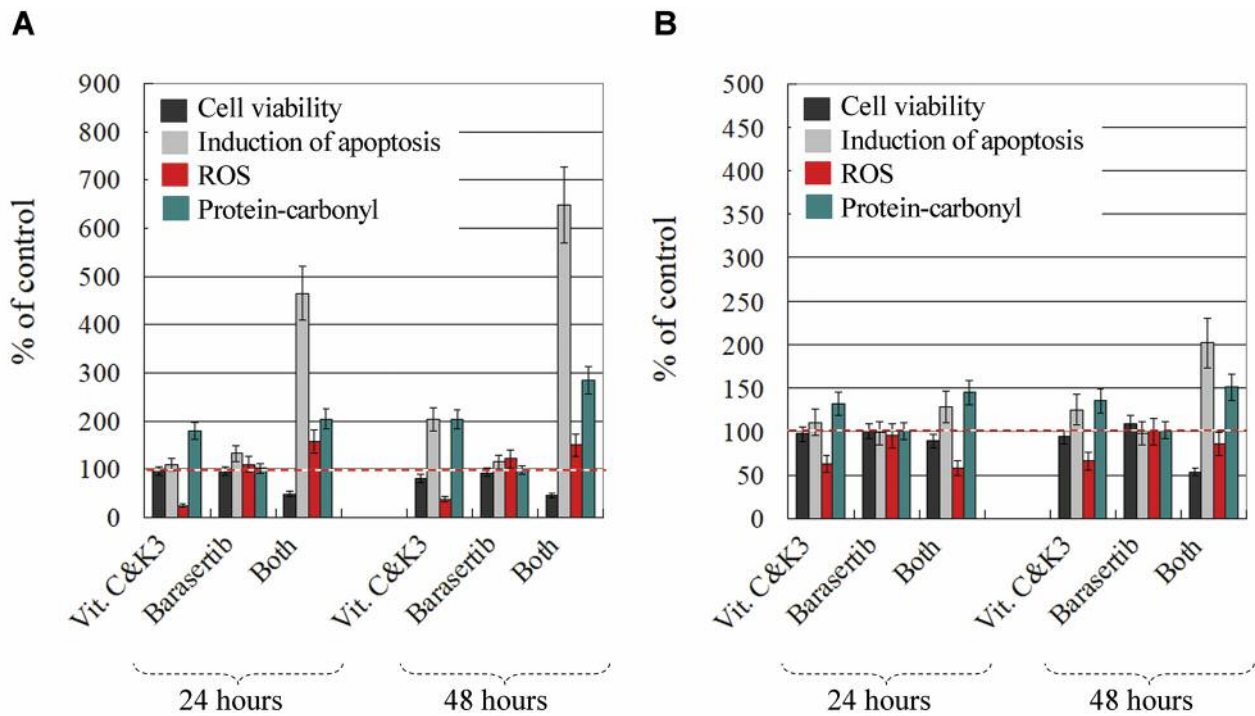 A
% of control
900
800
700
600
500
400
300
200
100
0
Cell viability
Induction of apoptosis
ROS
Protein-carbonyl
Vit. C&K3
Barasertib
Both
Vit. C&K3
Barasertib
Both
24 hours
48 hours
B
% of control
500
450
400
350
300
250
200
150
100
50
0
Cell viability
Induction of apoptosis
ROS
Protein-carbonyl
Vit. C&K3
Barasertib
Both
Vit. C&K3
Barasertib
Both
24 hours
48 hours